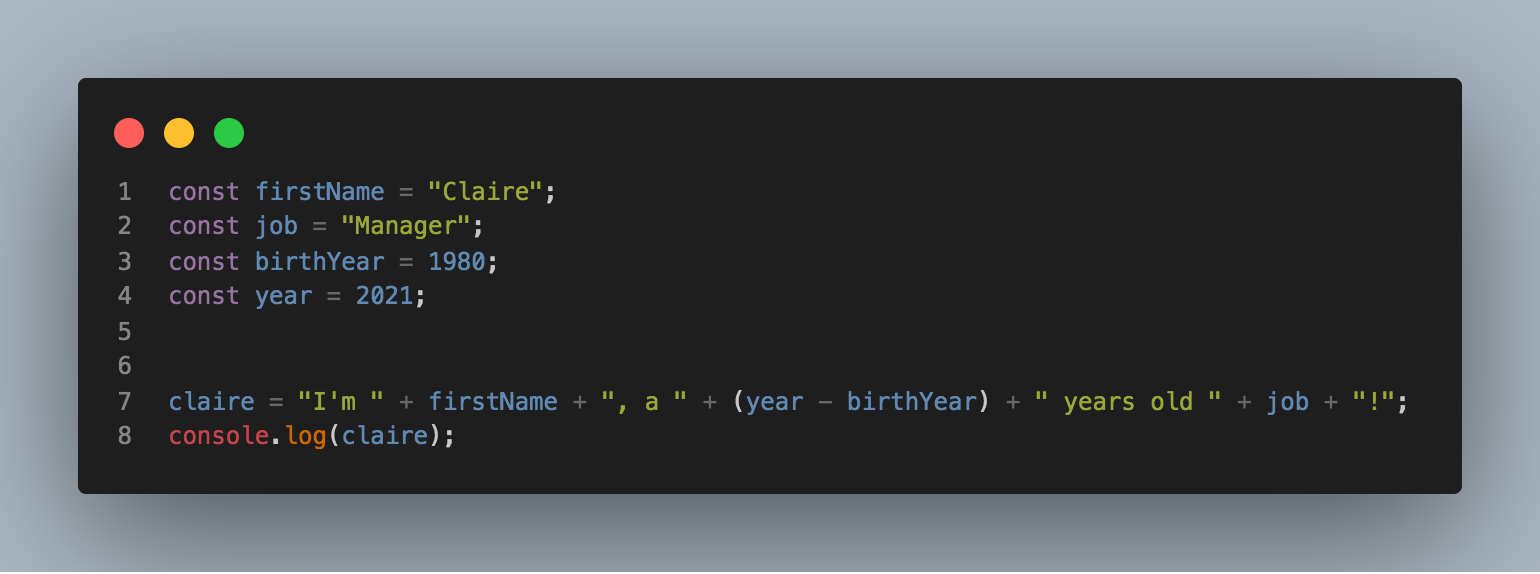 1 const firstName = "Claire";
2 const job = "Manager";
3 const birthYear = 1980;
4 const year = 2021;
5
6
7 claire = "I'm " + firstName + ", a " + (year - birthYear) + " years old " + job + "!";
8 console.log(claire);